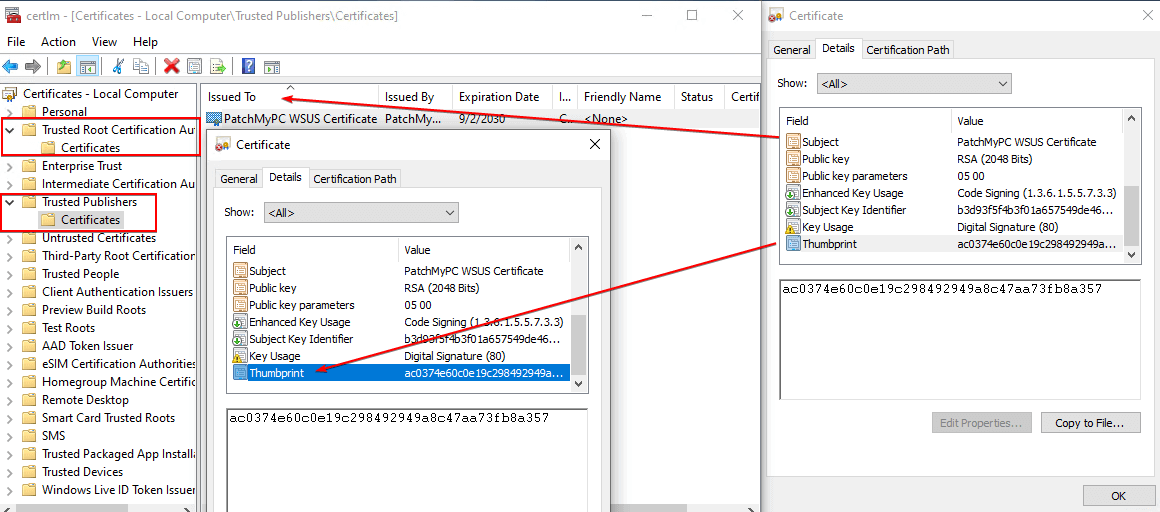 certlm - [Certificates - Local Computer\Trusted Publishers\Certificates]
File Action View Help
Certificates - Local Computer
Personal
Trusted Root Certification Au
Certificates
Enterprise Trust
Intermediate Certification Au
Trusted Publishers
Certificates
Untrusted Certificates
Third-Party Root Certification
Trusted People
Client Authentication Issuers
Preview Build Roots
Test Roots
AAD Token Issuer
eSIM Certification Authorities
Homegroup Machine Certific
Remote Desktop
Smart Card Trusted Roots
SMS
Trusted Packaged App Installa
Trusted Devices
Windows Live ID Token Issuer
Issued To Issued By Expiration Date I... Friendly Name Status Certif
PatchMyPC WSUS Certificate PatchMy... 9/2/2030 C... <None>
Certificate
General Details Certification Path
Show: <All>
Field Value
Subject PatchMyPC WSUS Certificate
Public key RSA (2048 Bits)
Public key parameters 05 00
Enhanced Key Usage Code Signing (1.3.6.1.5.5.7.3.3)
Subject Key Identifier b3d93f5f4b3f01a657549de46...
Key Usage Digital Signature (80)
Thumbprint ac0374e60c0e19c298492949a...
ac0374e60c0e19c298492949a8c47aa73fb8a357
Certificate
General Details Certification Path
Show: <All>
Field Value
Subject PatchMyPC WSUS Certificate
Public key RSA (2048 Bits)
Public key parameters 05 00
Enhanced Key Usage Code Signing (1.3.6.1.5.5.7.3.3)
Subject Key Identifier b3d93f5f4b3f01a657549de46...
Key Usage Digital Signature (80)
Thumbprint ac0374e60c0e19c298492949a...
ac0374e60c0e19c298492949a8c47aa73fb8a357
Edit Properties... Copy to File...
OK